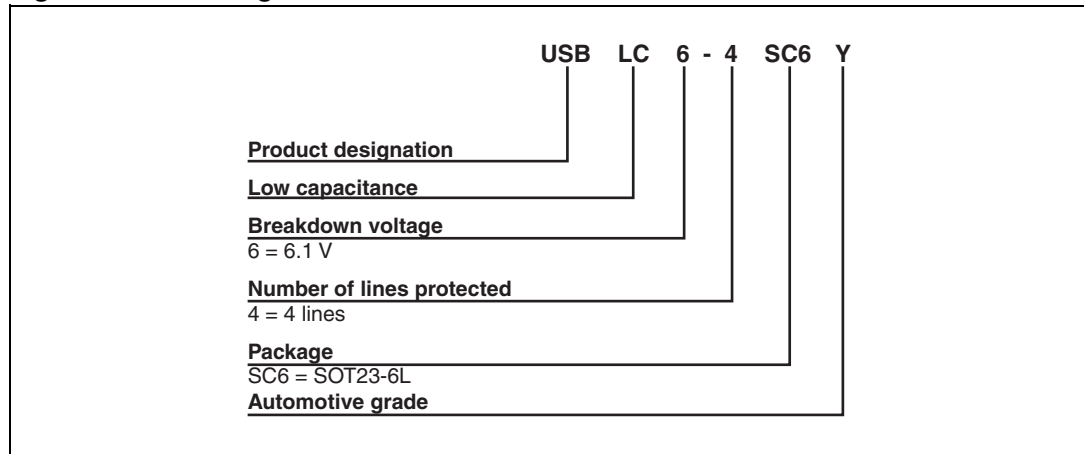 USB LC 6 - 4 SC6 Y
Product designation
Low capacitance
Breakdown voltage
6 = 6.1 V
Number of lines protected
4 = 4 lines
Package
SC6 = SOT23-6L
Automotive grade